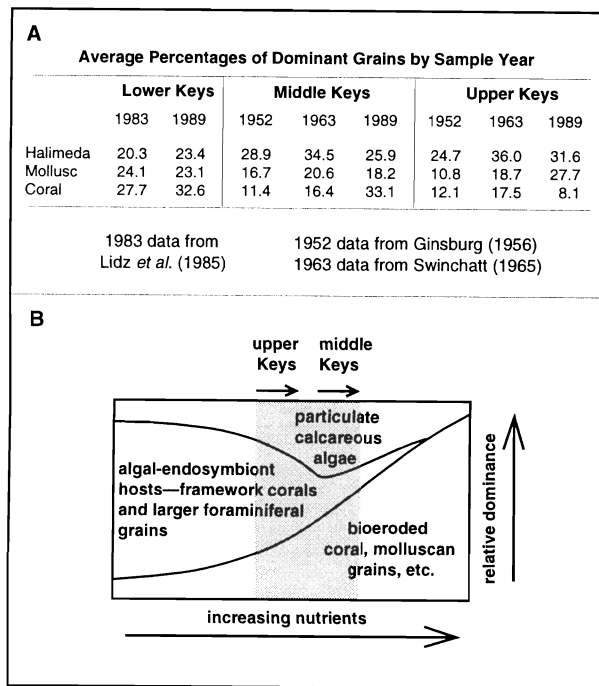 A
Average Percentages of Dominant Grains by Sample Year
Lower Keys Middle Keys Upper Keys
1983 1989 1952 1963 1989 1952 1963 1989
Halimeda 20.3 23.4 28.9 34.5 25.9 24.7 36.0 31.6
Mollusc 24.1 23.1 16.7 20.6 18.2 10.8 18.7 27.7
Coral 27.7 32.6 11.4 16.4 33.1 12.1 17.5 8.1
1983 data from
Lidz et al. (1985)
1952 data from Ginsburg (1956)
1963 data from Swinchatt (1965)
B
upper
Keys
middle
Keys
particulate
calcareous
algae
algal-endosymbiont
hosts—framework corals
and larger foraminiferal
grains
bioeroded
coral, molluscan
grains, etc.
relative dominance
increasing nutrients